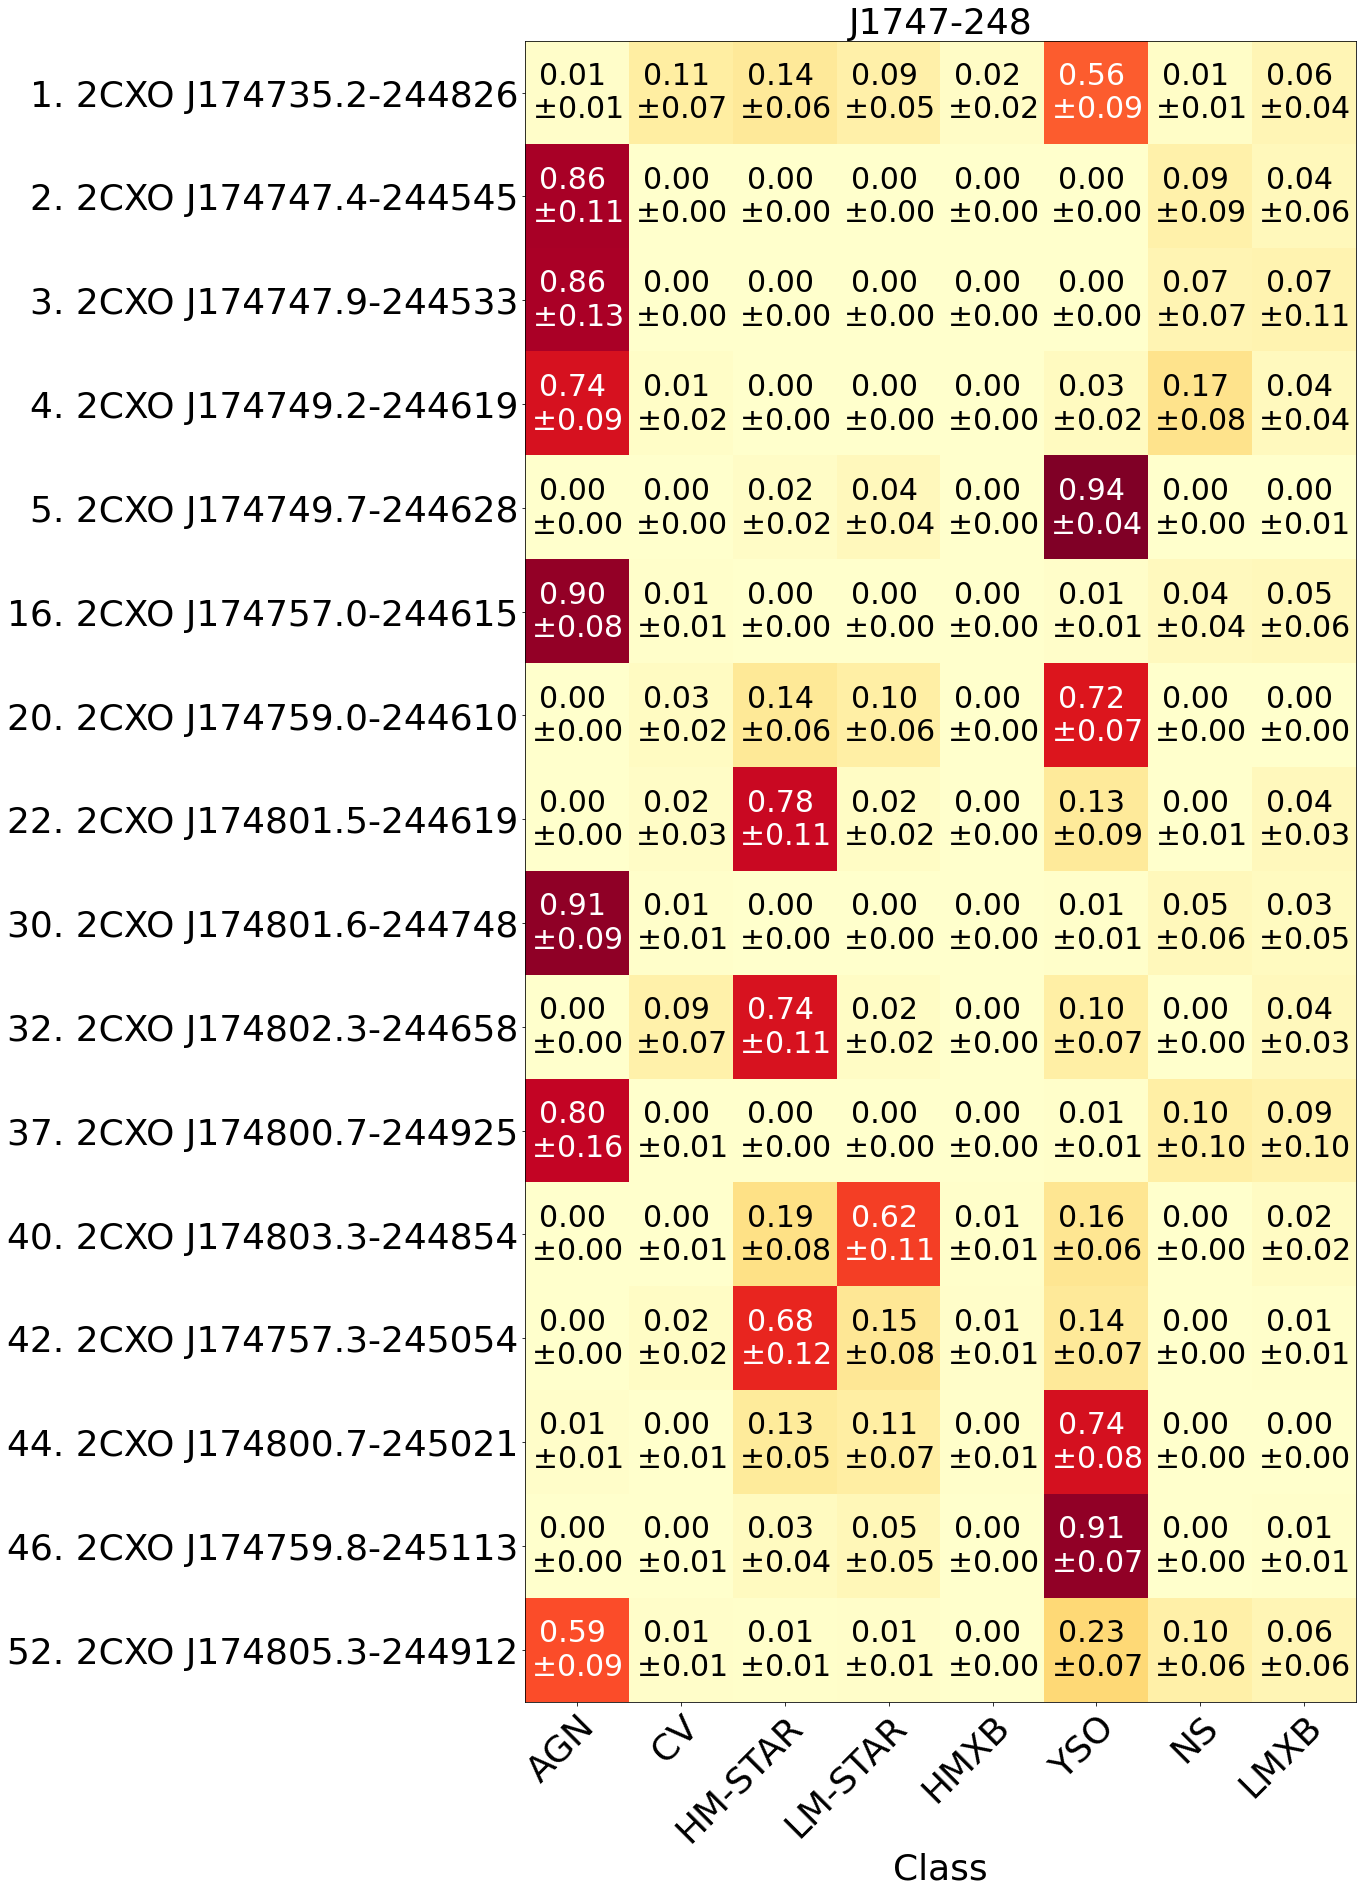 J1747-248
1. 2CXO J174735.2-244826 0.01 0.11 0.14 0.09 0.02 0.56 0.01 0.06
±0.01 ±0.07 ±0.06 ±0.05 ±0.02 ±0.09 ±0.01 ±0.04
2. 2CXO J174747.4-244545 0.86 0.00 0.00 0.00 0.00 0.00 0.09 0.04
±0.11 ±0.00 ±0.00 ±0.00 ±0.00 ±0.00 ±0.09 ±0.06
3. 2CXO J174747.9-244533 0.86 0.00 0.00 0.00 0.00 0.00 0.07 0.07
±0.13 ±0.00 ±0.00 ±0.00 ±0.00 ±0.00 ±0.07 ±0.11
4. 2CXO J174749.2-244619 0.74 0.01 0.00 0.00 0.00 0.03 0.17 0.04
±0.09 ±0.02 ±0.00 ±0.00 ±0.00 ±0.02 ±0.08 ±0.04
5. 2CXO J174749.7-244628 0.00 0.00 0.02 0.04 0.00 0.94 0.00 0.00
±0.00 ±0.00 ±0.02 ±0.04 ±0.00 ±0.04 ±0.00 ±0.01
16. 2CXO J174757.0-244615 0.90 0.01 0.00 0.00 0.00 0.01 0.04 0.05
±0.08 ±0.01 ±0.00 ±0.00 ±0.00 ±0.01 ±0.04 ±0.06
20. 2CXO J174759.0-244610 0.00 0.03 0.14 0.10 0.00 0.72 0.00 0.00
±0.00 ±0.02 ±0.06 ±0.06 ±0.00 ±0.07 ±0.00 ±0.00
22. 2CXO J174801.5-244619 0.00 0.02 0.78 0.02 0.00 0.13 0.00 0.04
±0.00 ±0.03 ±0.11 ±0.02 ±0.00 ±0.09 ±0.01 ±0.03
30. 2CXO J174801.6-244748 0.91 0.01 0.00 0.00 0.00 0.01 0.05 0.03
±0.09 ±0.01 ±0.00 ±0.00 ±0.00 ±0.01 ±0.06 ±0.05
32. 2CXO J174802.3-244658 0.00 0.09 0.74 0.02 0.00 0.10 0.00 0.04
±0.00 ±0.07 ±0.11 ±0.02 ±0.00 ±0.07 ±0.00 ±0.03
37. 2CXO J174800.7-244925 0.80 0.00 0.00 0.00 0.00 0.01 0.10 0.09
±0.16 ±0.01 ±0.00 ±0.00 ±0.00 ±0.01 ±0.10 ±0.10
40. 2CXO J174803.3-244854 0.00 0.00 0.19 0.62 0.01 0.16 0.00 0.02
±0.00 ±0.01 ±0.08 ±0.11 ±0.01 ±0.06 ±0.00 ±0.02
42. 2CXO J174757.3-245054 0.00 0.02 0.68 0.15 0.01 0.14 0.00 0.01
±0.00 ±0.02 ±0.12 ±0.08 ±0.01 ±0.07 ±0.00 ±0.01
44. 2CXO J174800.7-245021 0.01 0.00 0.13 0.11 0.00 0.74 0.00 0.00
±0.01 ±0.01 ±0.05 ±0.07 ±0.01 ±0.08 ±0.00 ±0.00
46. 2CXO J174759.8-245113 0.00 0.00 0.03 0.05 0.00 0.91 0.00 0.01
±0.00 ±0.01 ±0.04 ±0.05 ±0.00 ±0.07 ±0.00 ±0.01
52. 2CXO J174805.3-244912 0.59 0.01 0.01 0.01 0.00 0.23 0.10 0.06
±0.09 ±0.01 ±0.01 ±0.01 ±0.00 ±0.07 ±0.06 ±0.06
AGN CV HM-STAR LM-STAR HMXB YSO NS LMXB
Class